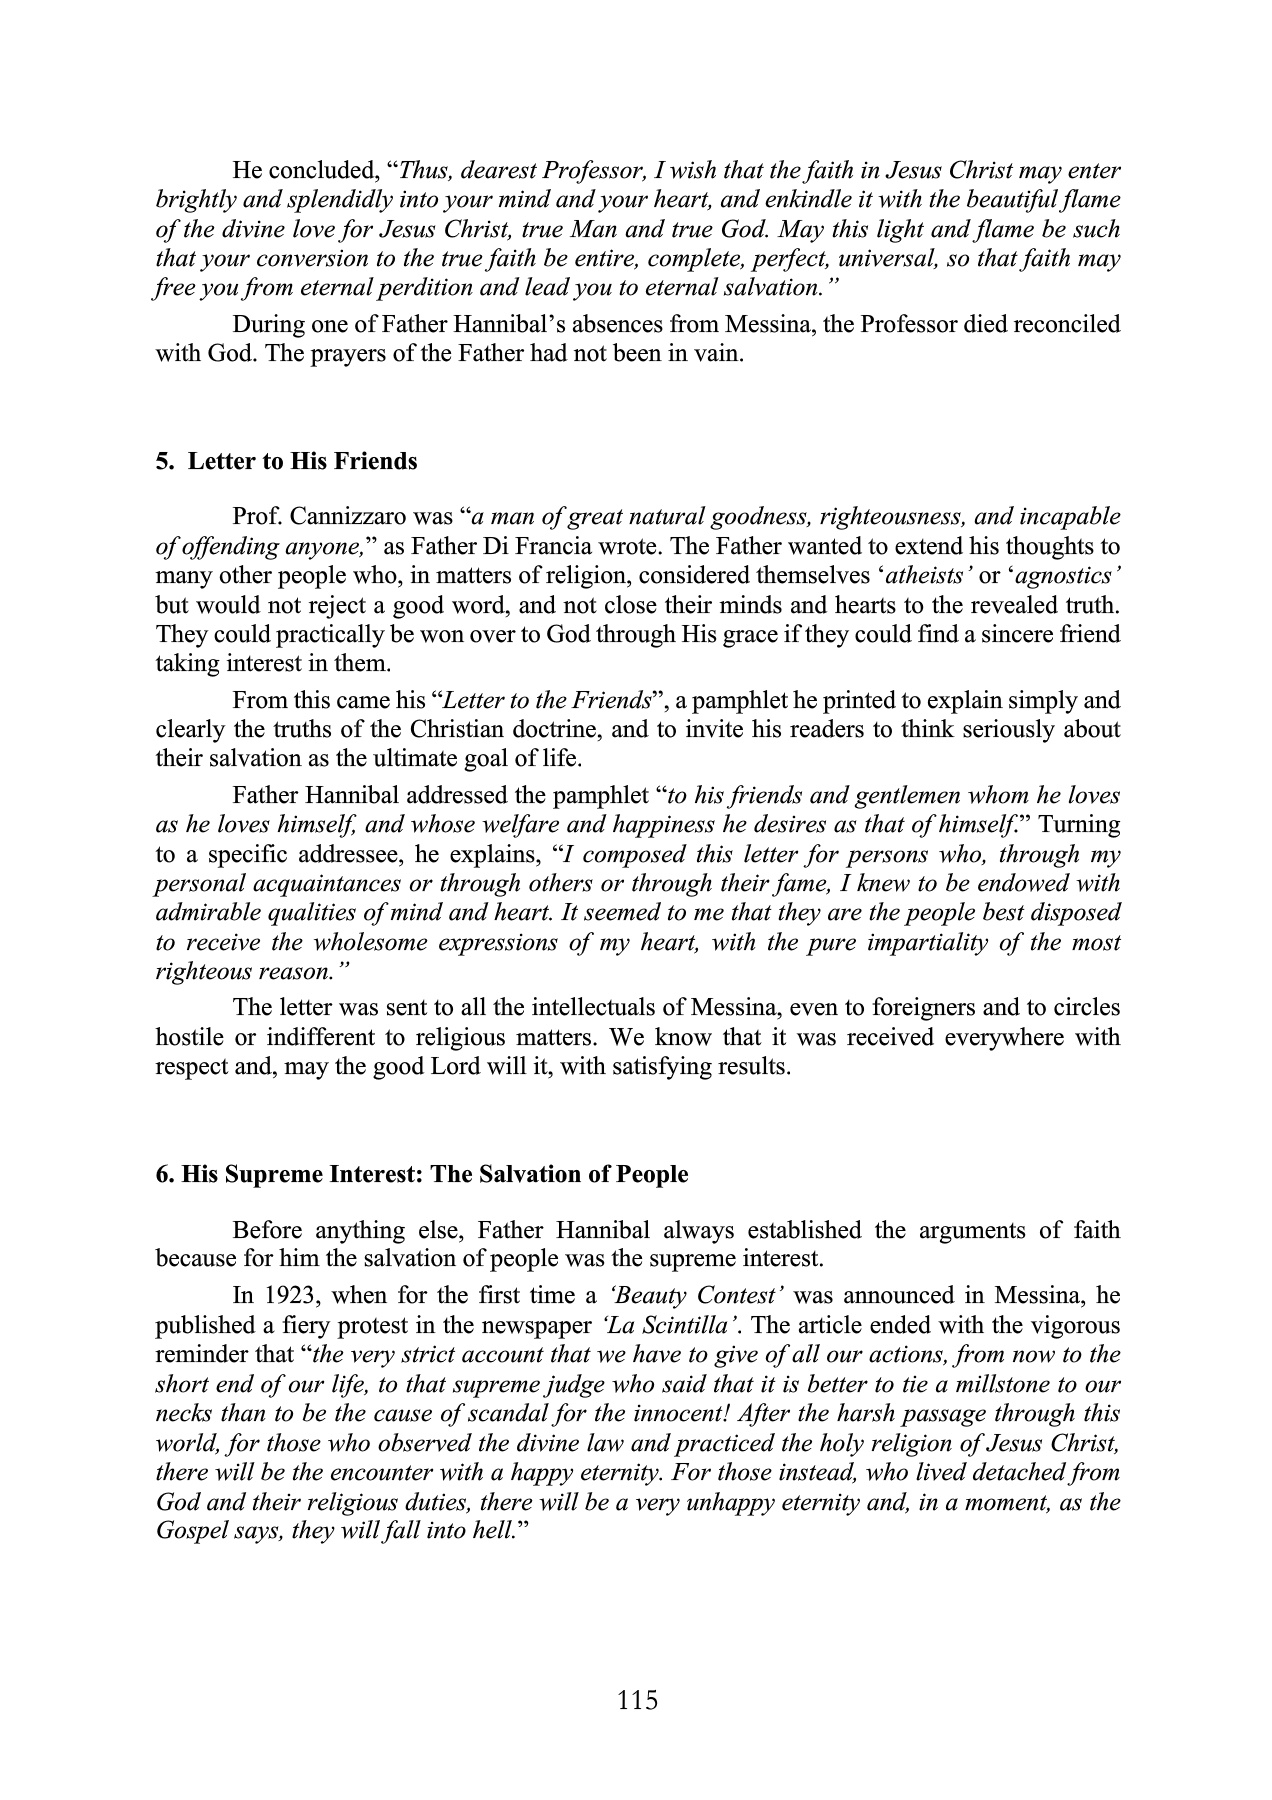 He concluded, “Thus, dearest Professor, I wish that the faith in Jesus Christ may enter
brightly and splendidly into your mind and your heart, and enkindle it with the beautiful flame
of the divine love for Jesus Christ, true Man and true God. May this light and flame be such
that your conversion to the true faith be entire, complete, perfect, universal, so that faith may
free you from eternal perdition and lead you to eternal salvation.”
During one of Father Hannibal’s absences from Messina, the Professor died reconciled
with God. The prayers of the Father had not been in vain.
5. Letter to His Friends
Prof. Cannizzaro was “a man of great natural goodness, righteousness, and incapable
of offending anyone,” as Father Di Francia wrote. The Father wanted to extend his thoughts to
many other people who, in matters of religion, considered themselves ‘atheists’ or ‘agnostics’
but would not reject a good word, and not close their minds and hearts to the revealed truth.
They could practically be won over to God through His grace if they could find a sincere friend
taking interest in them.
From this came his “Letter to the Friends”, a pamphlet he printed to explain simply and
clearly the truths of the Christian doctrine, and to invite his readers to think seriously about
their salvation as the ultimate goal of life.
Father Hannibal addressed the pamphlet “to his friends and gentlemen whom he loves
as he loves himself, and whose welfare and happiness he desires as that of himself.” Turning
to a specific addressee, he explains, “I composed this letter for persons who, through my
personal acquaintances or through others or through their fame, I knew to be endowed with
admirable qualities of mind and heart. It seemed to me that they are the people best disposed
to receive the wholesome expressions of my heart, with the pure impartiality of the most
righteous reason.”
The letter was sent to all the intellectuals of Messina, even to foreigners and to circles
hostile or indifferent to religious matters. We know that it was received everywhere with
respect and, may the good Lord will it, with satisfying results.
6. His Supreme Interest: The Salvation of People
Before anything else, Father Hannibal always established the arguments of faith
because for him the salvation of people was the supreme interest.
In 1923, when for the first time a ‘Beauty Contest’ was announced in Messina, he
published a fiery protest in the newspaper ‘La Scintilla’. The article ended with the vigorous
reminder that “the very strict account that we have to give of all our actions, from now to the
short end of our life, to that supreme judge who said that it is better to tie a millstone to our
necks than to be the cause of scandal for the innocent! After the harsh passage through this
world, for those who observed the divine law and practiced the holy religion of Jesus Christ,
there will be the encounter with a happy eternity. For those instead, who lived detached from
God and their religious duties, there will be a very unhappy eternity and, in a moment, as the
Gospel says, they will fall into hell.”
115